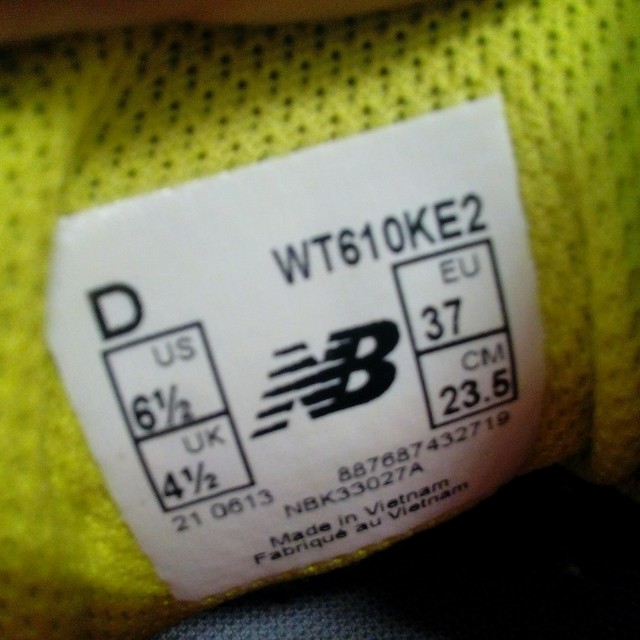 WT610KE2
D
US
6½
UK
4½
NB
EU
37
CM
23.5
887687432719
21 0613 NBK33027A
Made in Vietnam
Fabriqué au Vietnam